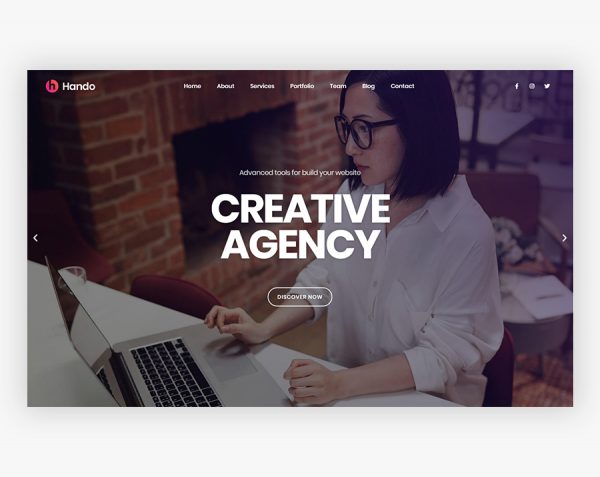 Hando
Home About Services Portfolio Team Blog Contact
Advanced tools for build your website
CREATIVE
AGENCY
DISCOVER NOW